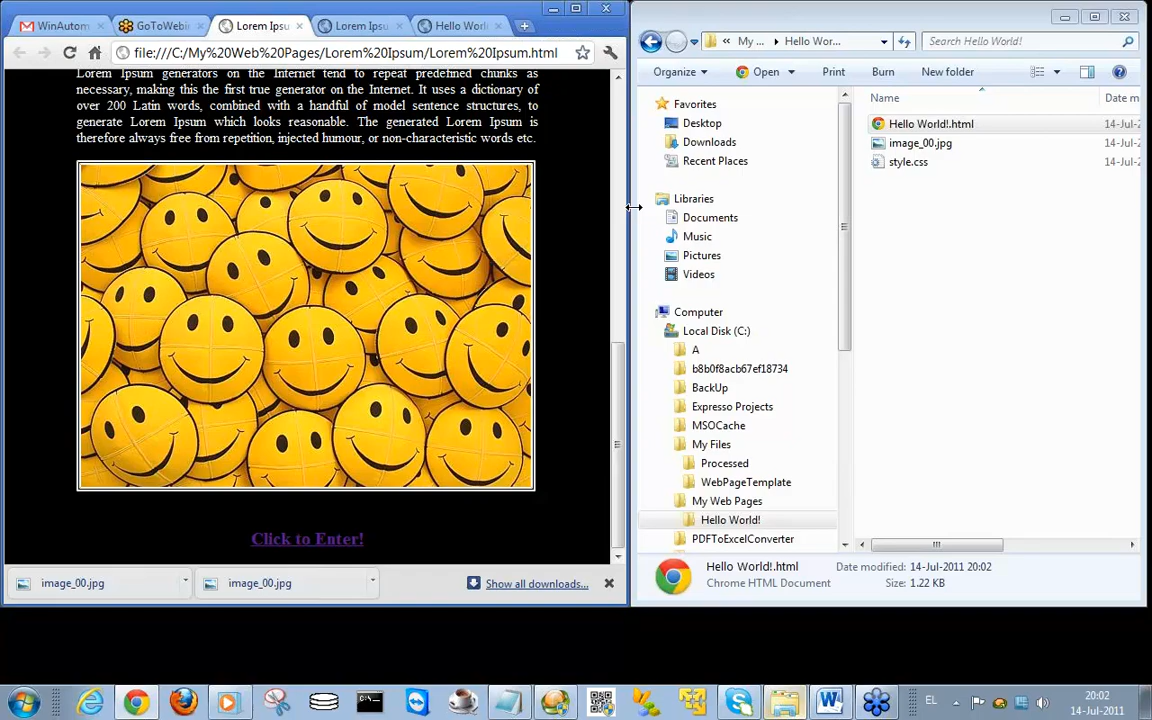 WinAutom
GoToWebin
Lorem Ipsu
Lorem Ipsu
Hello World
file:///C:/My%20Web%20Pages/Lorem%20Ipsum/Lorem%20Ipsum.html
Lorem Ipsum generators on the Internet tend to repeat predefined chunks as
necessary, making this the first true generator on the Internet. It uses a dictionary of
over 200 Latin words, combined with a handful of model sentence structures, to
generate Lorem Ipsum which looks reasonable. The generated Lorem Ipsum is
therefore always free from repetition, injected humour, or non-characteristic words etc.
Click to Enter!
image_00.jpg
image_00.jpg
Show all downloads...
« My ... Hello Wor...
Search Hello World!
Organize
Open
Print
Burn
New folder
Favorites
Desktop
Downloads
Recent Places
Libraries
Documents
Music
Pictures
Videos
Computer
Local Disk (C:)
A
b8b0f8acb67ef18734
BackUp
Expresso Projects
MSOCache
My Files
Processed
WebPageTemplate
My Web Pages
Hello World!
PDFToExcelConverter
Name Date m
Hello World!.html 14-Jul-2
image_00.jpg 14-Jul-2
style.css 14-Jul-2
Hello World!.html Date modified: 14-Jul-2011 20:02
Chrome HTML Document Size: 1.22 KB
EL
20:02
14-Jul-2011